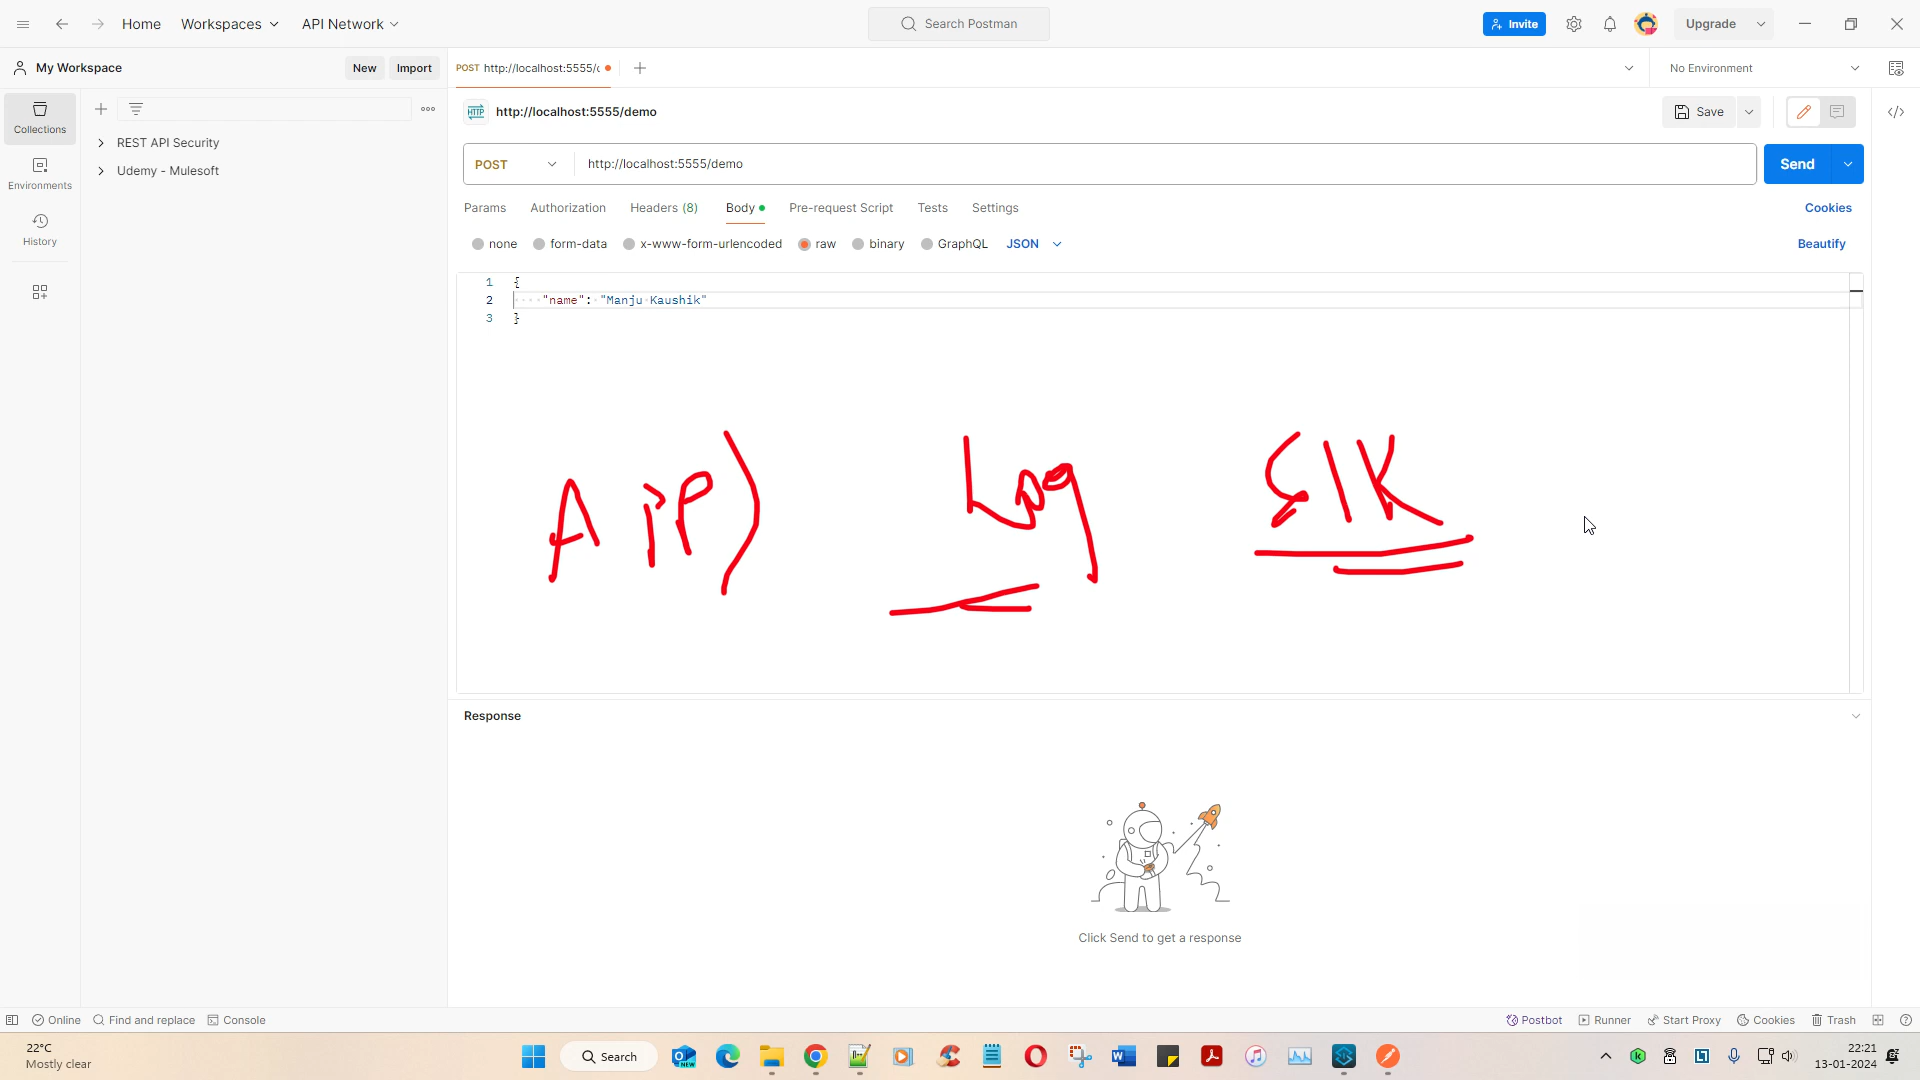 Home Workspaces API Network Search Postman Invite Upgrade
My Workspace New Import POST http://localhost:5555/c No Environment
Collections
Environments
History
REST API Security
Udemy - Mulesoft
HTTP http://localhost:5555/demo Save
POST http://localhost:5555/demo Send
Params Authorization Headers (8) Body Pre-request Script Tests Settings Cookies
none form-data x-www-form-urlencoded raw binary GraphQL JSON Beautify
1 {
2 "name": "Manju Kaushik"
3 }
APP Log ElK
Response
Click Send to get a response
Online Find and replace Console Postbot Runner Start Proxy Cookies Trash
22°C
Mostly clear
Search
22:21
13-01-2024